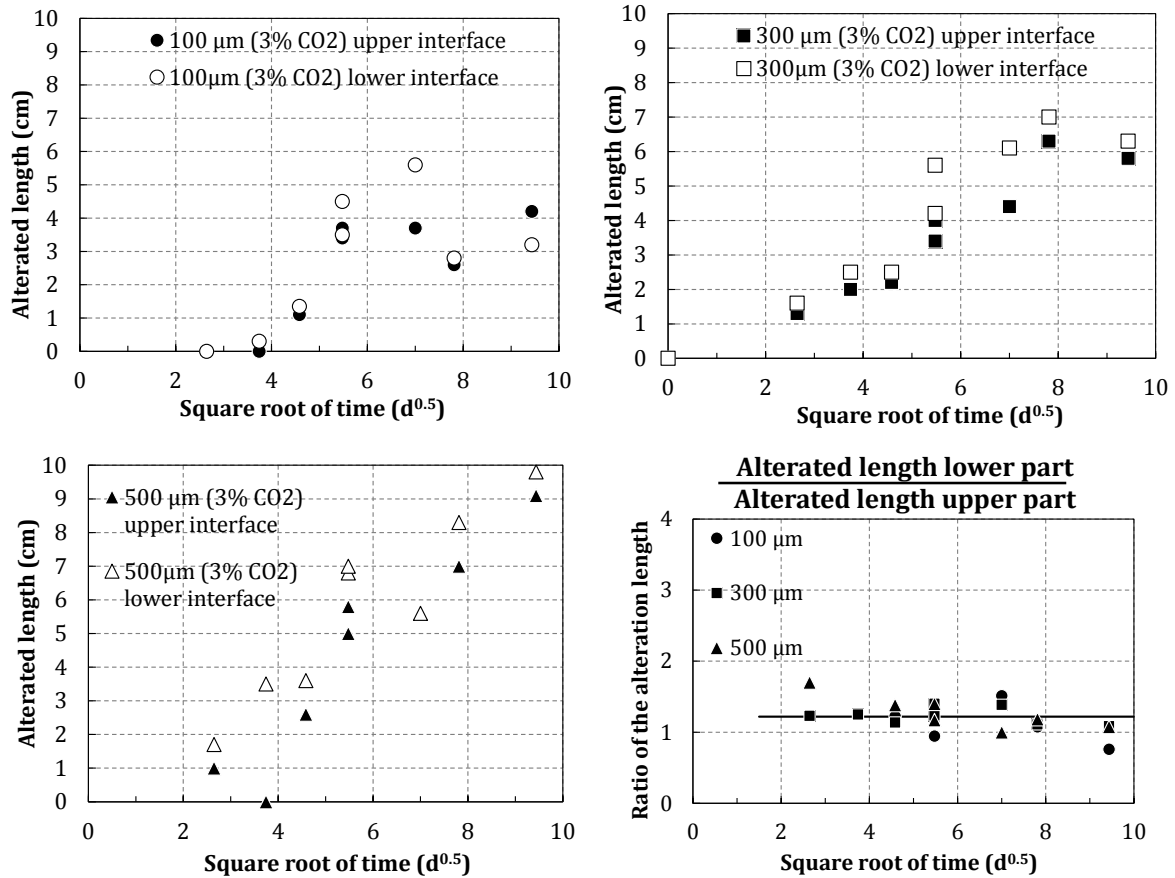 10
9
8
7
6
5
4
3
2
1
0
Alterated length (cm)
100 μm (3% CO2) upper interface
100μm (3% CO2) lower interface
0 2 4 6 8 10
Square root of time (d0.5)
10
9
8
7
6
5
4
3
2
1
0
Alterated length (cm)
300 μm (3% CO2) upper interface
300μm (3% CO2) lower interface
0 2 4 6 8 10
Square root of time (d0.5)
10
9
8
7
6
5
4
3
2
1
0
Alterated length (cm)
500 μm (3% CO2)
upper interface
500μm (3% CO2)
lower interface
0 2 4 6 8 10
Square root of time (d0.5)
Alterated length lower part
Alterated length upper part
4
3
2
1
0
Ratio of the alteration length
100 μm
300 μm
500 μm
0 2 4 6 8 10
Square root of time (d0.5)